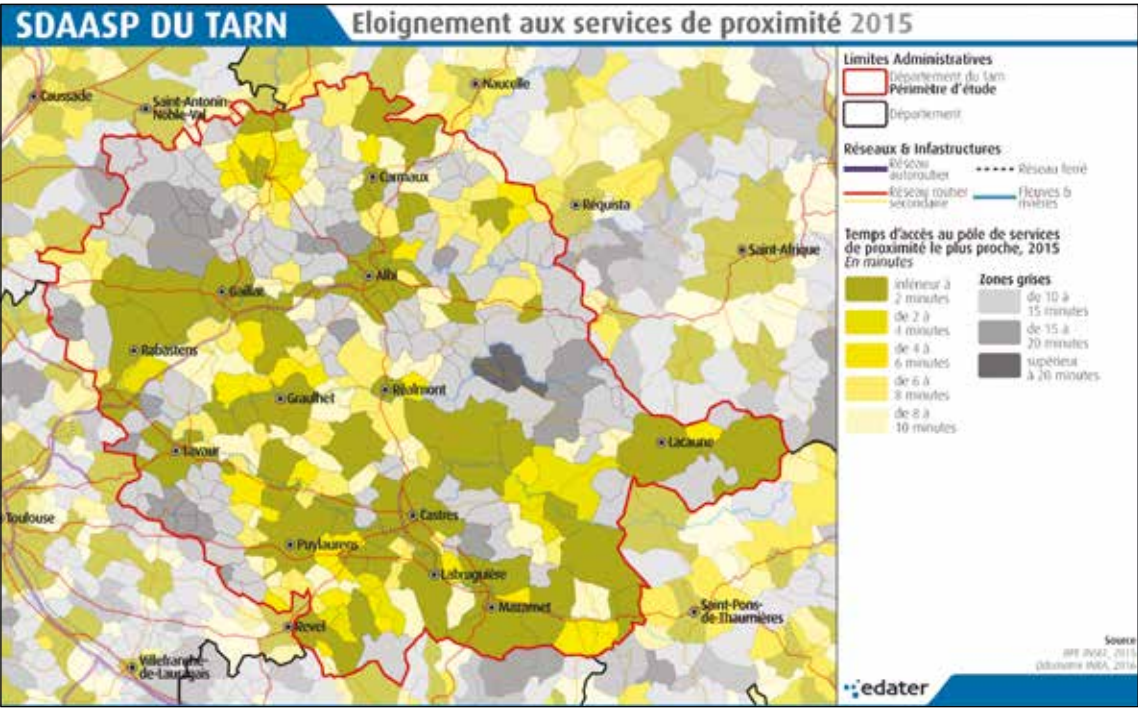 SDAASP DU TARN
Eloignement aux services de proximité 2015
Caussade
Saint-Antonin
Noble-Val
Naucelle
Carmaux
Réquista
Saint-Affrique
Albi
Gaillac
Rabastens
Réalmont
Graulhet
Lacaune
Lavaur
Castres
Toulouse
Puylaurens
Labruguière
Mazamet
Saint-Pons-
de-Thomières
Revel
Villefranche-
de-Lauragais
Limites Administratives
Département du Tarn
Périmètre d'étude
Département
Réseaux & Infastructures
Réseau
autoroutier
Réseau ferré
Réseau routier
secondaire
Fleuves &
rivières
Temps d'accès au pôle de services
de proximité le plus proche, 2015
En minutes
inférieur à
2 minutes
de 2 à
4 minutes
de 4 à
6 minutes
de 6 à
8 minutes
de 8 à
10 minutes
Zones grises
de 10 à
15 minutes
de 15 à
20 minutes
supérieur
à 20 minutes
Source
BPE INSEE, 2015
INRA, 2016
edater